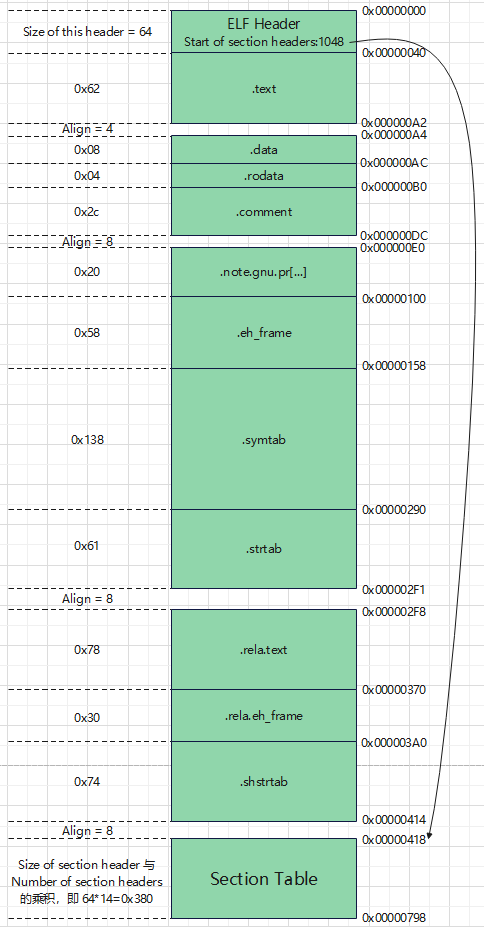 0x00000000
ELF Header
Size of this header = 64
Start of section headers:1048
0x00000040
0x62
.text
0x000000A2
Align = 4
0x000000A4
0x08
.data
0x000000AC
0x04
.rodata
0x000000B0
0x2c
.comment
0x000000DC
Align = 8
0x000000E0
0x20
.note.gnu.pr[...]
0x00000100
0x58
.eh_frame
0x00000158
0x138
.symtab
0x00000290
0x61
.strtab
0x000002F1
Align = 8
0x000002F8
0x78
.rela.text
0x00000370
0x30
.rela.eh_frame
0x000003A0
0x74
.shstrtab
0x00000414
Align = 8
0x00000418
Size of section header 与
Number of section headers
的乘积，即 64*14=0x380
Section Table
0x00000798